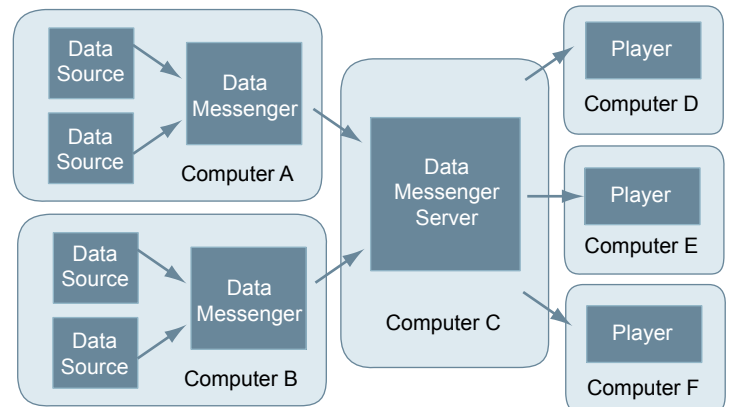 Data
Source
Data
Source
Data
Messenger
Computer A
Data
Source
Data
Source
Data
Messenger
Computer B
Data
Messenger
Server
Computer C
Player
Computer D
Player
Computer E
Player
Computer F